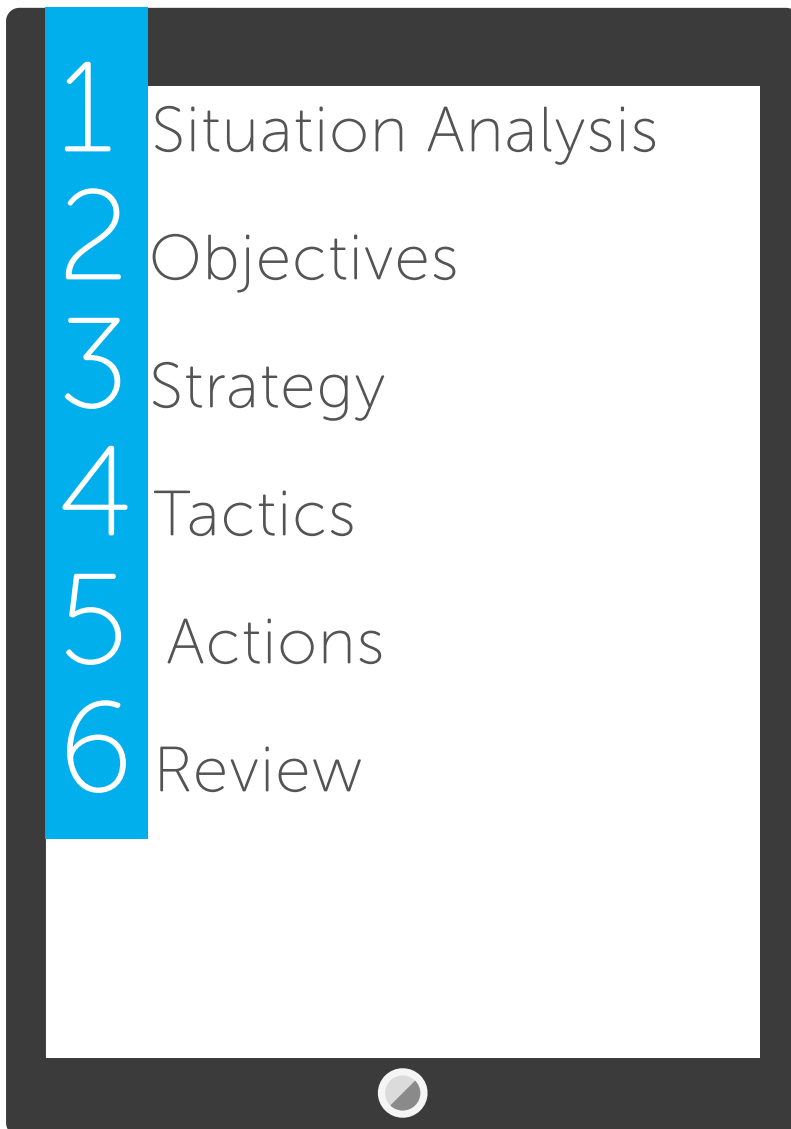 1 Situation Analysis
2 Objectives
3 Strategy
4 Tactics
5 Actions
6 Review